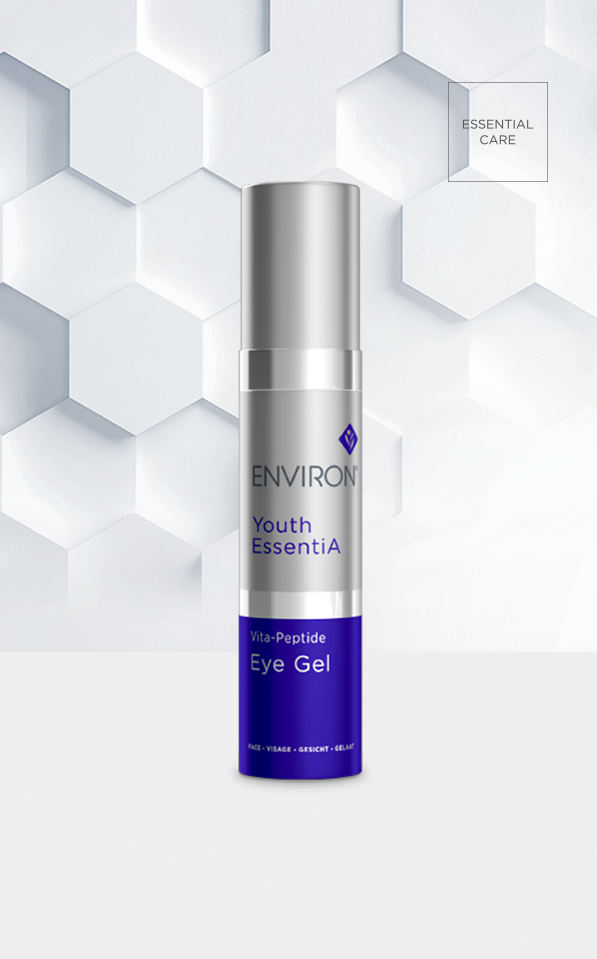 ESSENTIAL
CARE
ENVIRON®
Youth
EssentiA
Vita-Peptide
Eye Gel
FACE • VISAGE • GESICHT • GELAAT